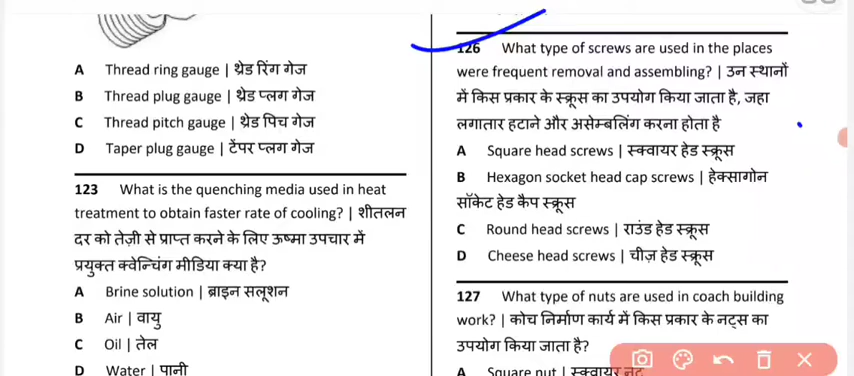 A Thread ring gauge | थ्रेड रिंग गेज
B Thread plug gauge | थ्रेड प्लग गेज
C Thread pitch gauge | थ्रेड पिच गेज
D Taper plug gauge | टेंपर प्लग गेज
123 What is the quenching media used in heat
treatment to obtain faster rate of cooling? | शीतलन
दर को तेज़ी से प्राप्त करने के लिए ऊष्मा उपचार में
प्रयुक्त क्वेन्चिंग मीडिया क्या है?
A Brine solution | ब्राइन सलूशन
B Air | वायु
C Oil | तेल
D Water | पानी
126 What type of screws are used in the places
were frequent removal and assembling? | उन स्थानों
में किस प्रकार के स्क्रूस का उपयोग किया जाता है, जहा
लगातार हटाने और असेम्बलिंग करना होता है
A Square head screws | स्क्वायर हेड स्क्रूस
B Hexagon socket head cap screws | हेक्सागोन
सॉकेट हेड कैप स्क्रूस
C Round head screws | राउंड हेड स्क्रूस
D Cheese head screws | चीज़ हेड स्क्रूस
127 What type of nuts are used in coach building
work? | कोच निर्माण कार्य में किस प्रकार के नट्स का
उपयोग किया जाता है?
A Square nut | स्क्वायर नट